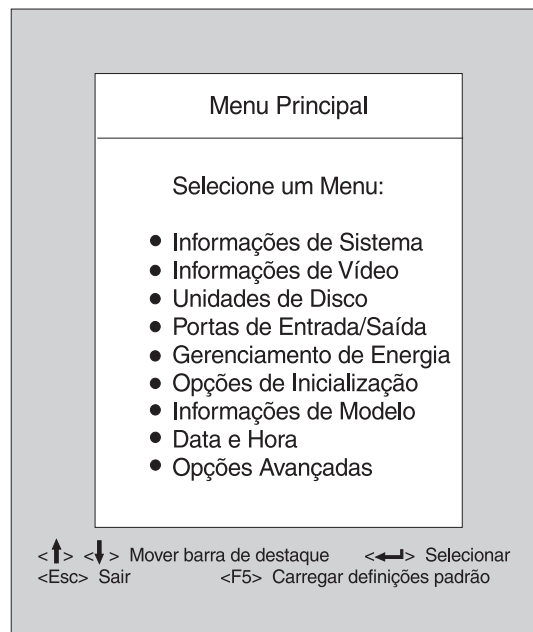 Menu Principal
Selecione um Menu:
● Informações de Sistema
● Informações de Vídeo
● Unidades de Disco
● Portas de Entrada/Saída
● Gerenciamento de Energia
● Opções de Inicialização
● Informações de Modelo
● Data e Hora
● Opções Avançadas
<↑> <↓> Mover barra de destaque <↵> Selecionar
<Esc> Sair <F5> Carregar definições padrão